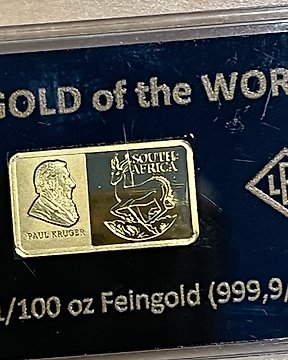 GOLD of the WOR
SOUTH
AFRICA
PAUL KRUGER
1/100 oz Feingold (999,9/